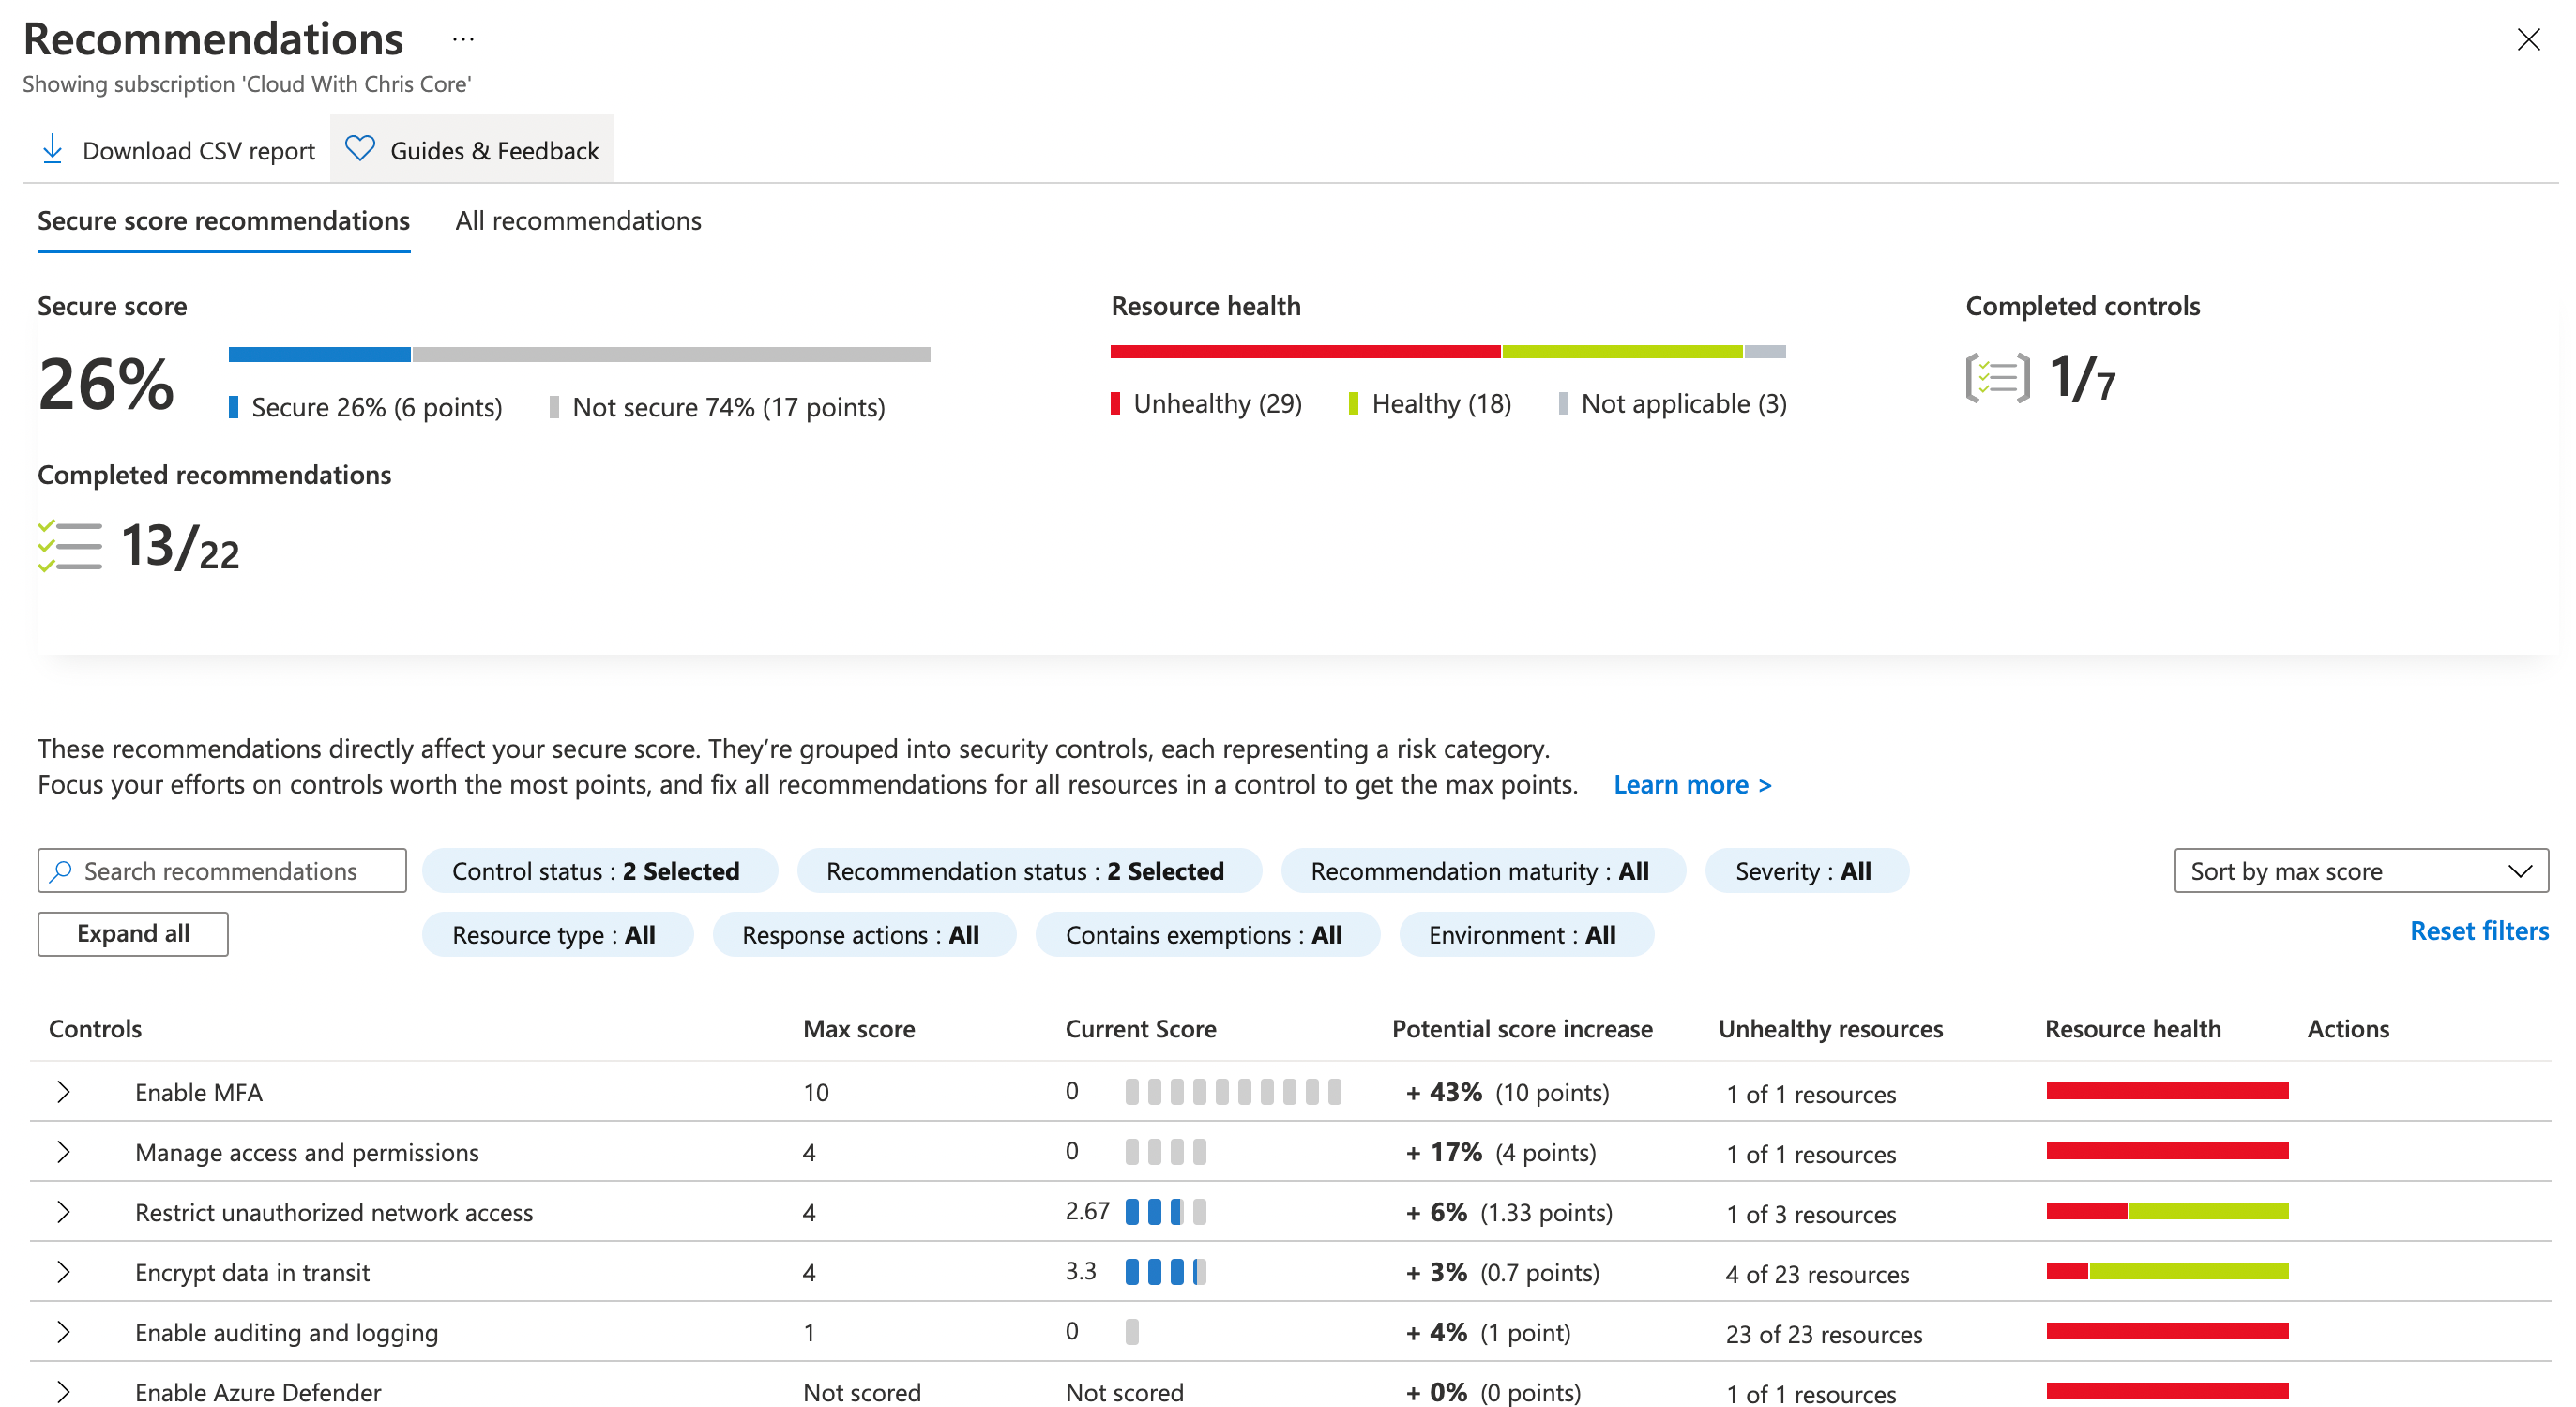 Recommendations ...
Showing subscription 'Cloud With Chris Core'
Download CSV report Guides & Feedback
Secure score recommendations All recommendations
Secure score Resource health Completed controls
26% Secure 26% (6 points) Not secure 74% (17 points) Unhealthy (29) Healthy (18) Not applicable (3) 1/7
Completed recommendations
13/22
These recommendations directly affect your secure score. They’re grouped into security controls, each representing a risk category.
Focus your efforts on controls worth the most points, and fix all recommendations for all resources in a control to get the max points. Learn more >
Search recommendations Control status : 2 Selected Recommendation status : 2 Selected Recommendation maturity : All Severity : All Sort by max score
Expand all Resource type : All Response actions : All Contains exemptions : All Environment : All Reset filters
Controls Max score Current Score Potential score increase Unhealthy resources Resource health Actions
Enable MFA 10 0 + 43% (10 points) 1 of 1 resources
Manage access and permissions 4 0 + 17% (4 points) 1 of 1 resources
Restrict unauthorized network access 4 2.67 + 6% (1.33 points) 1 of 3 resources
Encrypt data in transit 4 3.3 + 3% (0.7 points) 4 of 23 resources
Enable auditing and logging 1 0 + 4% (1 point) 23 of 23 resources
Enable Azure Defender Not scored Not scored + 0% (0 points) 1 of 1 resources